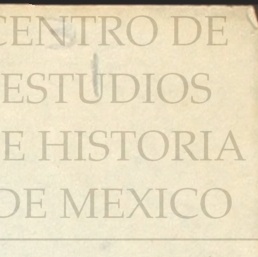 CENTRO DE
ESTUDIOS
E HISTORIA
DE MEXICO